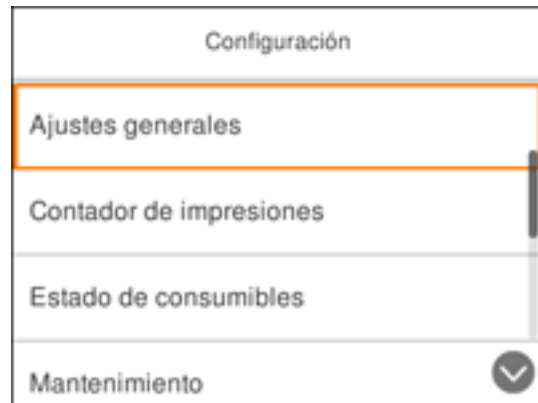 Configuración
Ajustes generales
Contador de impresiones
Estado de consumibles
Mantenimiento